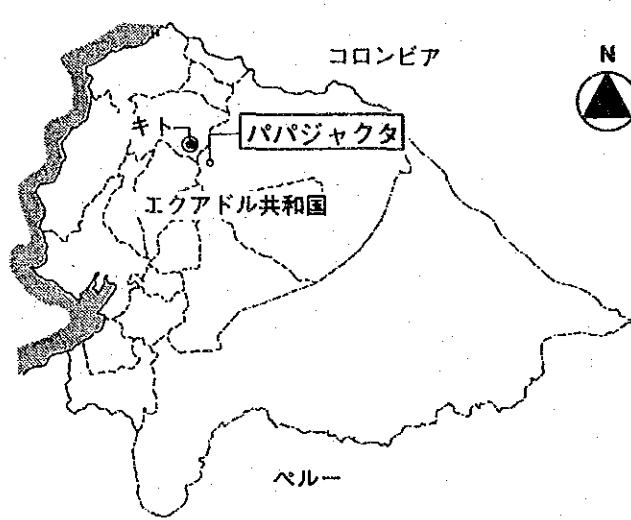 コロンビア
N
キト
パパジャクタ
エクアドル共和国
ペルー